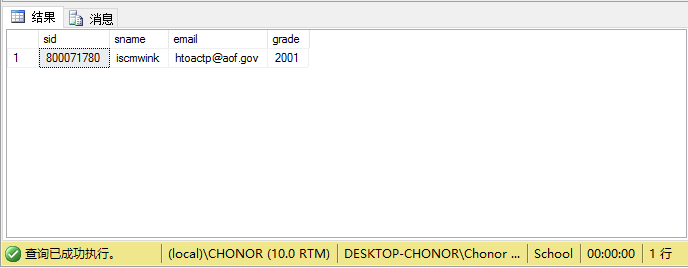 结果 消息
sid sname email grade
1 800071780 iscmwink htoactp@aof.gov 2001
查询已成功执行。 (local)\CHONOR (10.0 RTM) DESKTOP-CHONOR\Chonor ... School 00:00:00 1 行